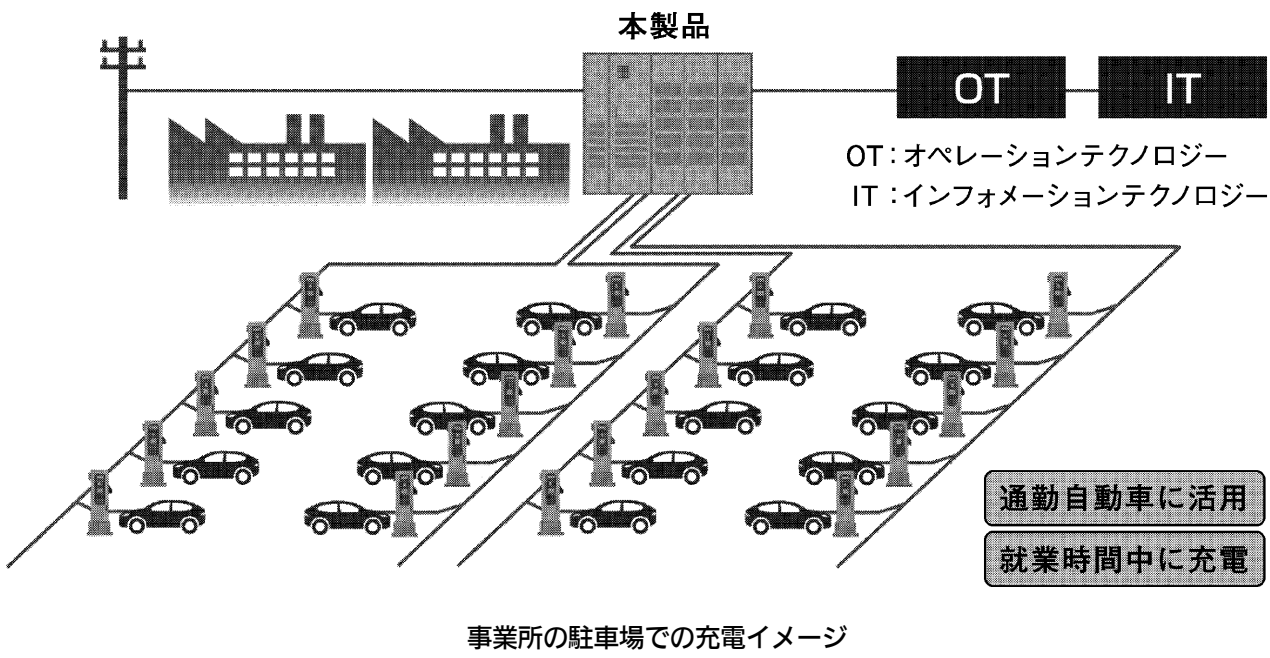 本製品
OT IT
OT：オペレーションテクノロジー
IT：インフォメーションテクノロジー
通勤自動車に活用
就業時間中に充電
事業所の駐車場での充電イメージ